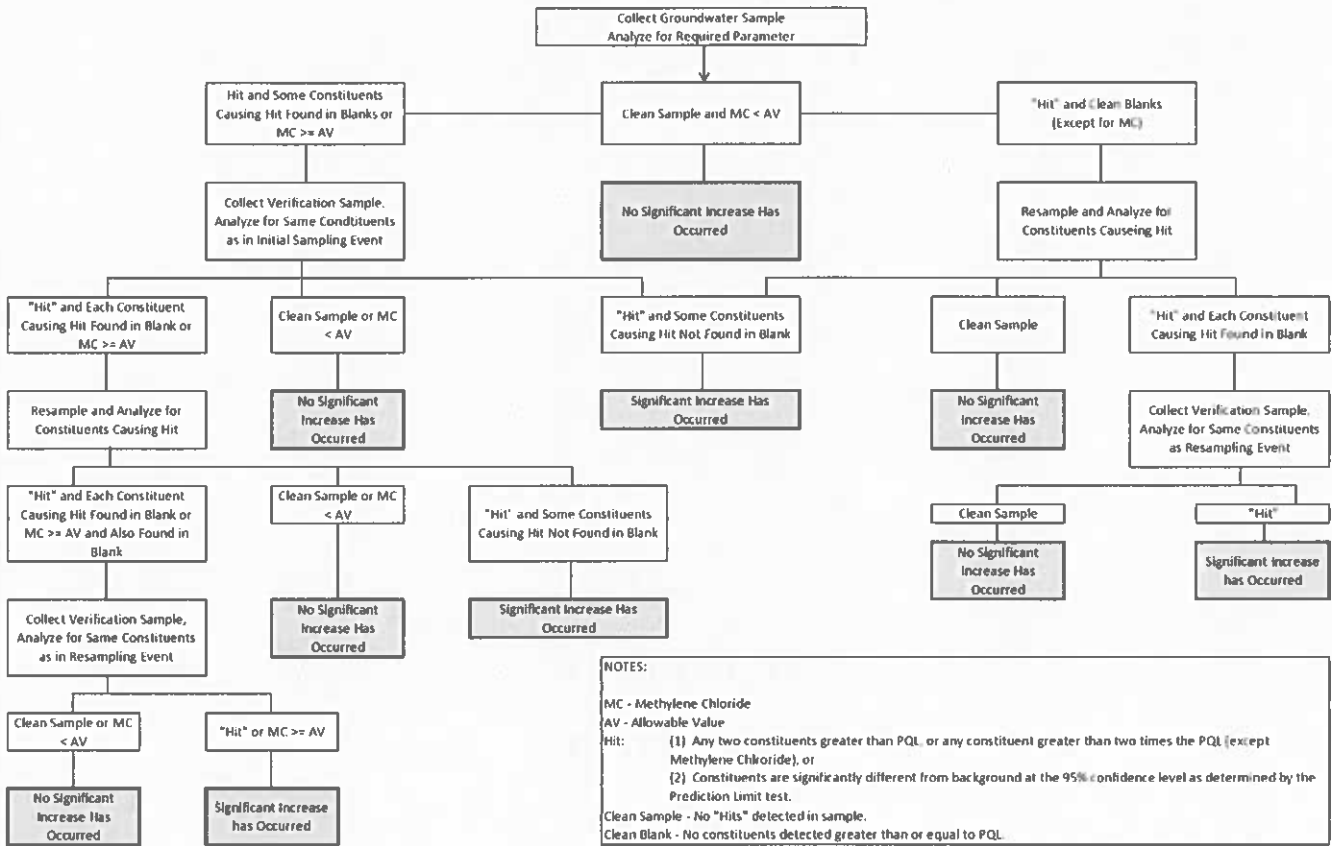 Collect Groundwater Sample
Analyze for Required Parameter
Hit and Some Constituents
Causing Hit Found in Blanks or
MC >= AV
Clean Sample and MC < AV
"Hit" and Clean Blanks
(Except for MC)
Collect Verification Sample.
Analyze for Same Condtituents
as in Initial Sampling Event
No Significant Increase Has
Occurred
Resample and Analyze for
Constituents Causeing Hit
"Hit" and Each Constituent
Causing Hit Found in Blank or
MC >= AV
Clean Sample or MC
< AV
"Hit" and Some Constituents
Causing Hit Not Found in Blank
Clean Sample
"Hit" and Each Constituent
Causing Hit Found in Blank
Resample and Analyze for
Constituents Causing Hit
No Significant
Increase Has
Occurred
Significant Increase Has
Occurred
No Significant
Increase Has
Occurred
Collect Verification Sample.
Analyze for Same Constituents
as Resampling Event
"Hit" and Each Constituent
Causing Hit Found in Blank or
MC >= AV and Also Found in
Blank
Clean Sample or MC
< AV
"Hit' and Some Constituents
Causing Hit Not Found in Blank
Clean Sample
"Hit"
No Significant
Increase Has
Occurred
Significant Increase
has Occurred
Collect Verification Sample,
Analyze for Same Constituents
as in Resampling Event
No Significant
Increase Has
Occurred
Significant Increase Has
Occurred
Clean Sample or MC
< AV
"Hit" or MC >= AV
No Significant
Increase Has
Occurred
Significant Increase
has Occurred
NOTES:
MC - Methylene Chloride
AV - Allowable Value
Hit: (1) Any two constituents greater than PQL, or any constituent greater than two times the PQL (except
Methylene Chloride), or
(2) Constituents are significantly different from background at the 95% confidence level as determined by the
Prediction Limit test.
Clean Sample - No "Hits" detected in sample.
Clean Blank - No constituents detected greater than or equal to PQL.